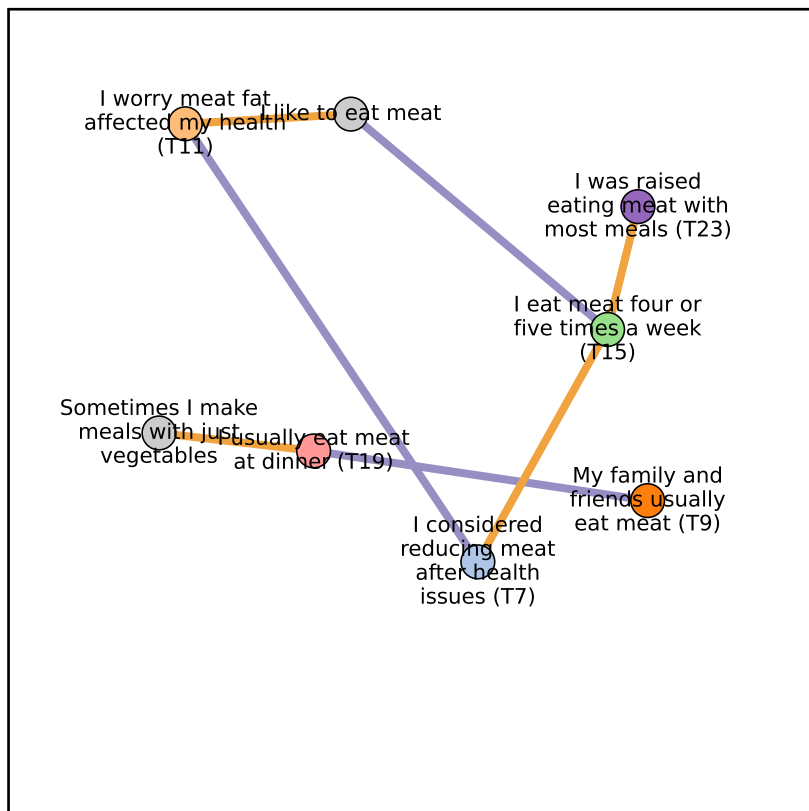 I worry meat fat
affected my health
(T11)
I like to eat meat
I was raised
eating meat with
most meals (T23)
I eat meat four or
five times a week
(T15)
Sometimes I make
meals with just
vegetables
I usually eat meat
at dinner (T19)
My family and
friends usually
eat meat (T9)
I considered
reducing meat
after health
issues (T7)